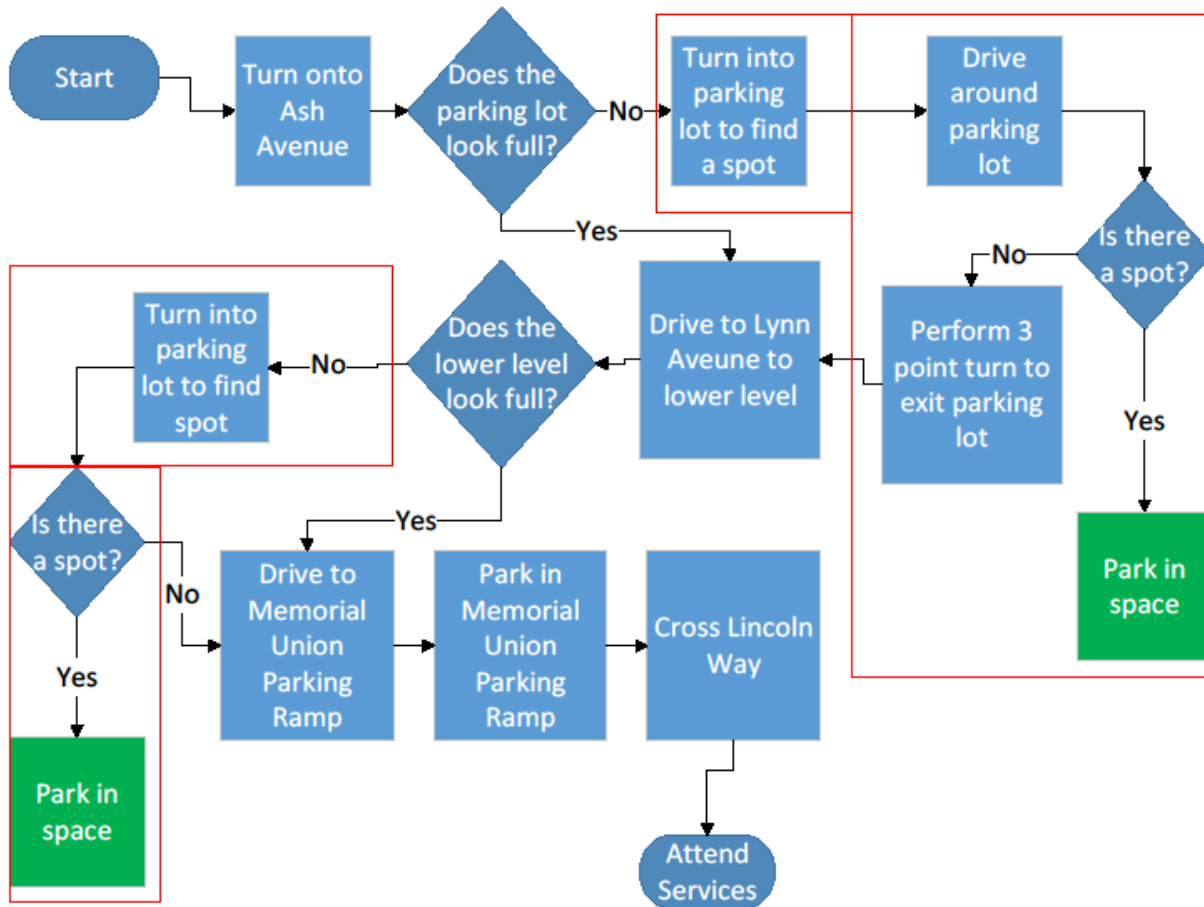 Start
Turn onto
Ash
Avenue
Does the
parking lot
look full?
No
Turn into
parking
lot to find
a spot
Drive
around
parking
lot
Yes
Is there
a spot?
No
Turn into
parking
lot to find
spot
No
Does the
lower level
look full?
Drive to Lynn
Aveune to
lower level
Perform 3
point turn to
exit parking
lot
Yes
Yes
Is there
a spot?
No
Drive to
Memorial
Union
Parking
Ramp
Park in
Memorial
Union
Parking
Ramp
Cross Lincoln
Way
Park in
space
Yes
Park in
space
Attend
Services